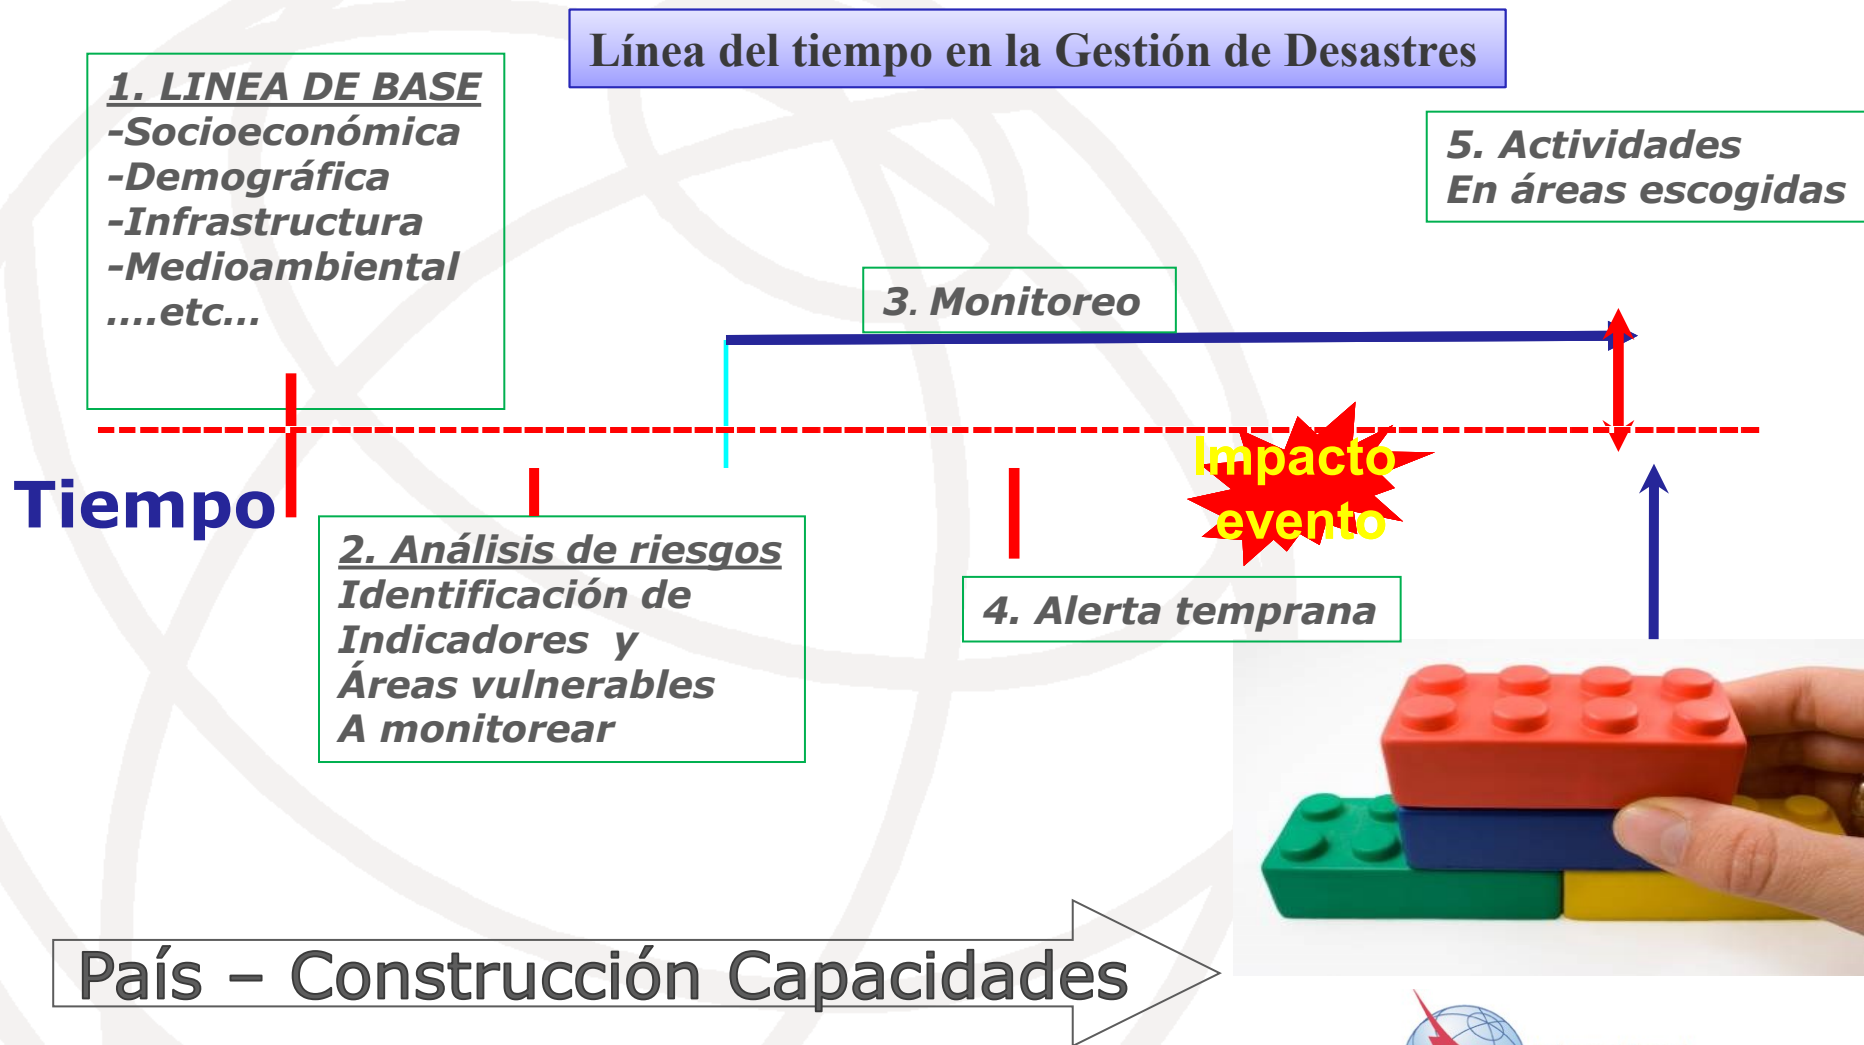 Línea del tiempo en la Gestión de Desastres
1. LINEA DE BASE
-Socioeconómica
-Demográfica
-Infrastructura
-Medioambiental
....etc...
5. Actividades
En áreas escogidas
3. Monitoreo
Tiempo
Impacto
evento
2. Análisis de riesgos
Identificación de
Indicadores y
Áreas vulnerables
A monitorear
4. Alerta temprana
País – Construcción Capacidades